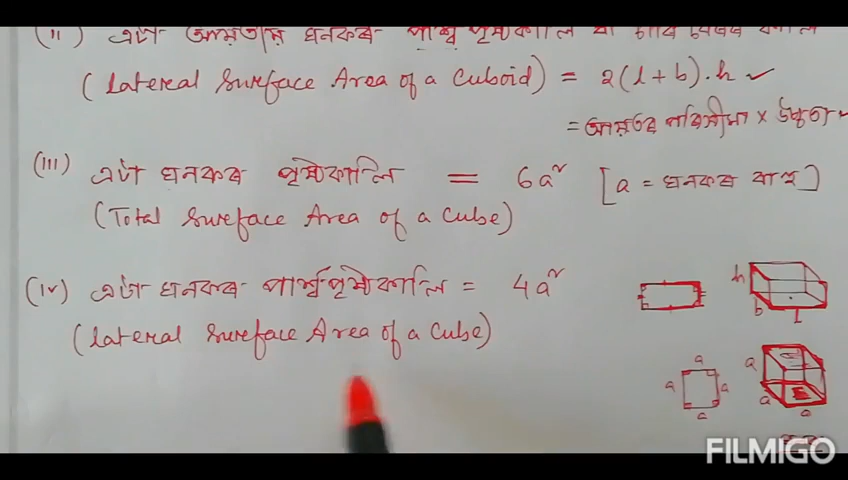 (ii) এটা আয়তীয় ঘনকৰ পাৰ্শ্ব পৃষ্ঠকালি বা চাৰি বেৰৰ কালি
(Lateral Surface Area of a Cuboid) = 2(l+b).h ✓
= আয়তৰ পৰিসীমা × উচ্চতা
(iii) এটা ঘনকৰ পৃষ্ঠকালি = 6a² [a = ঘনকৰ বাহু]
(Total Surface Area of a Cube)
(iv) এটা ঘনকৰ পাৰ্শ্বপৃষ্ঠকালি = 4a²
(Lateral Surface Area of a Cube)
h
b l
a a
a a a
a a
FILMIGO